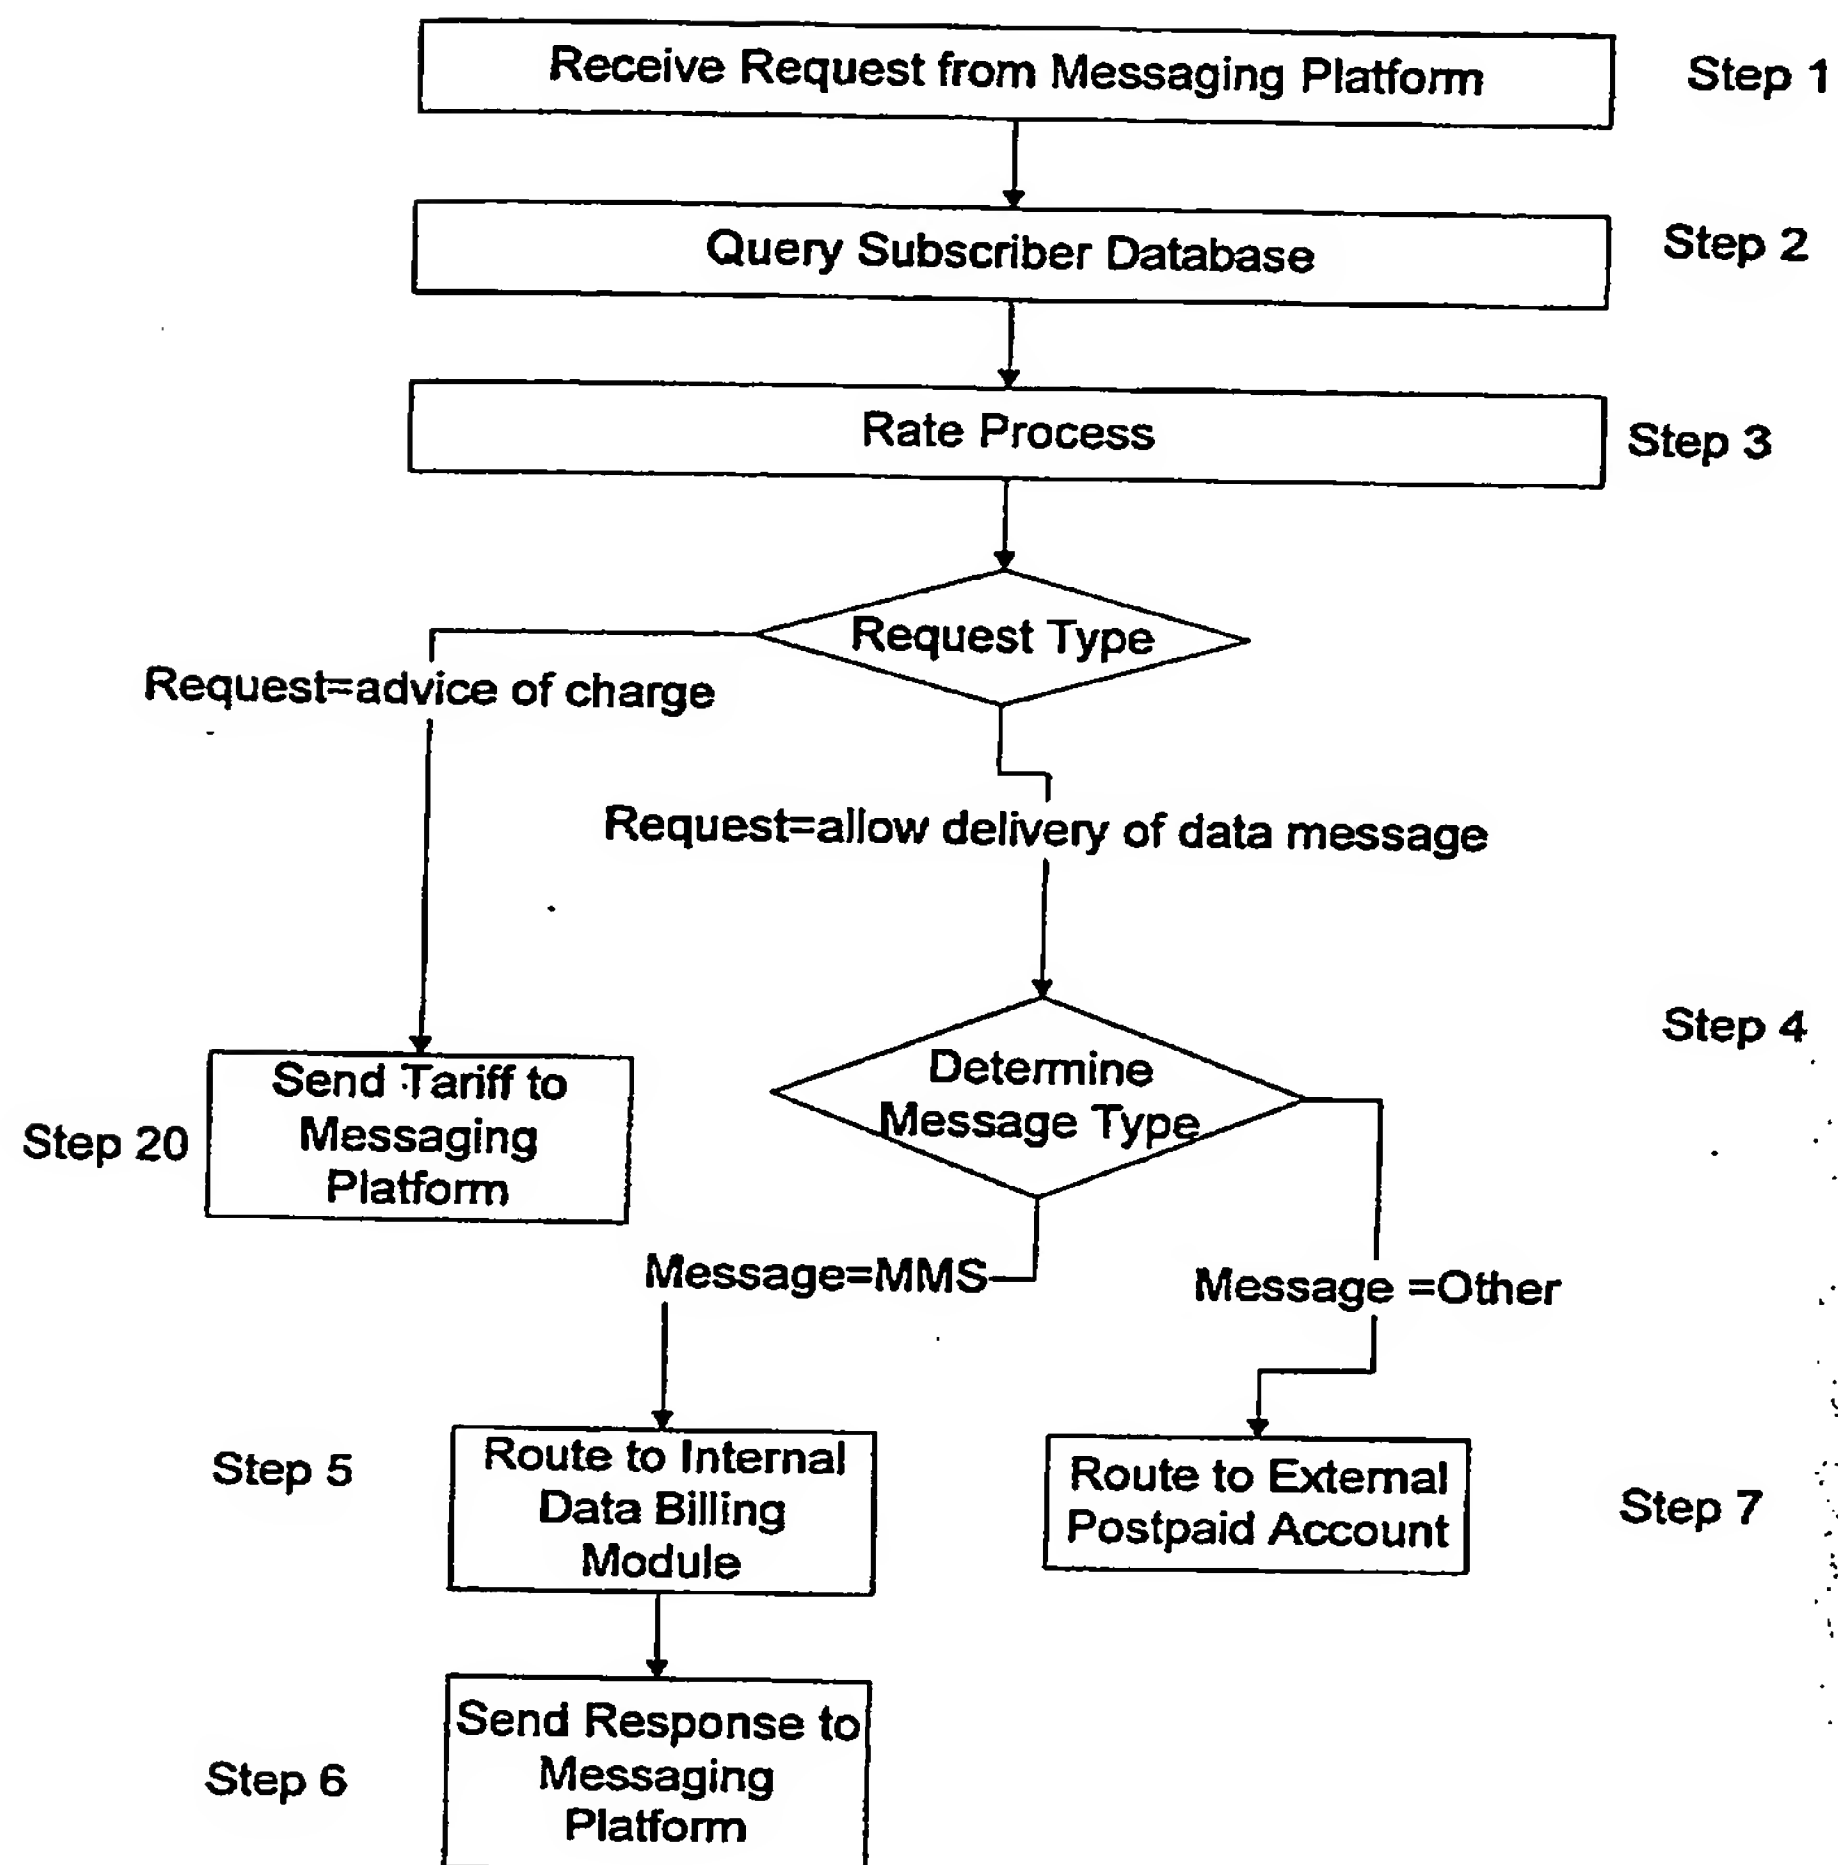 Receive Request from Messaging Platform
Step 1
Query Subscriber Database
Step 2
Rate Process
Step 3
Request Type
Request=advice of charge
Request=allow delivery of data message
Step 4
Determine
Message Type
Send Tariff to
Messaging
Platform
Step 20
Message=MMS
Message =Other
Step 5
Route to Internal
Data Billing
Module
Route to External
Postpaid Account
Step 7
Send Response to
Messaging
Platform
Step 6